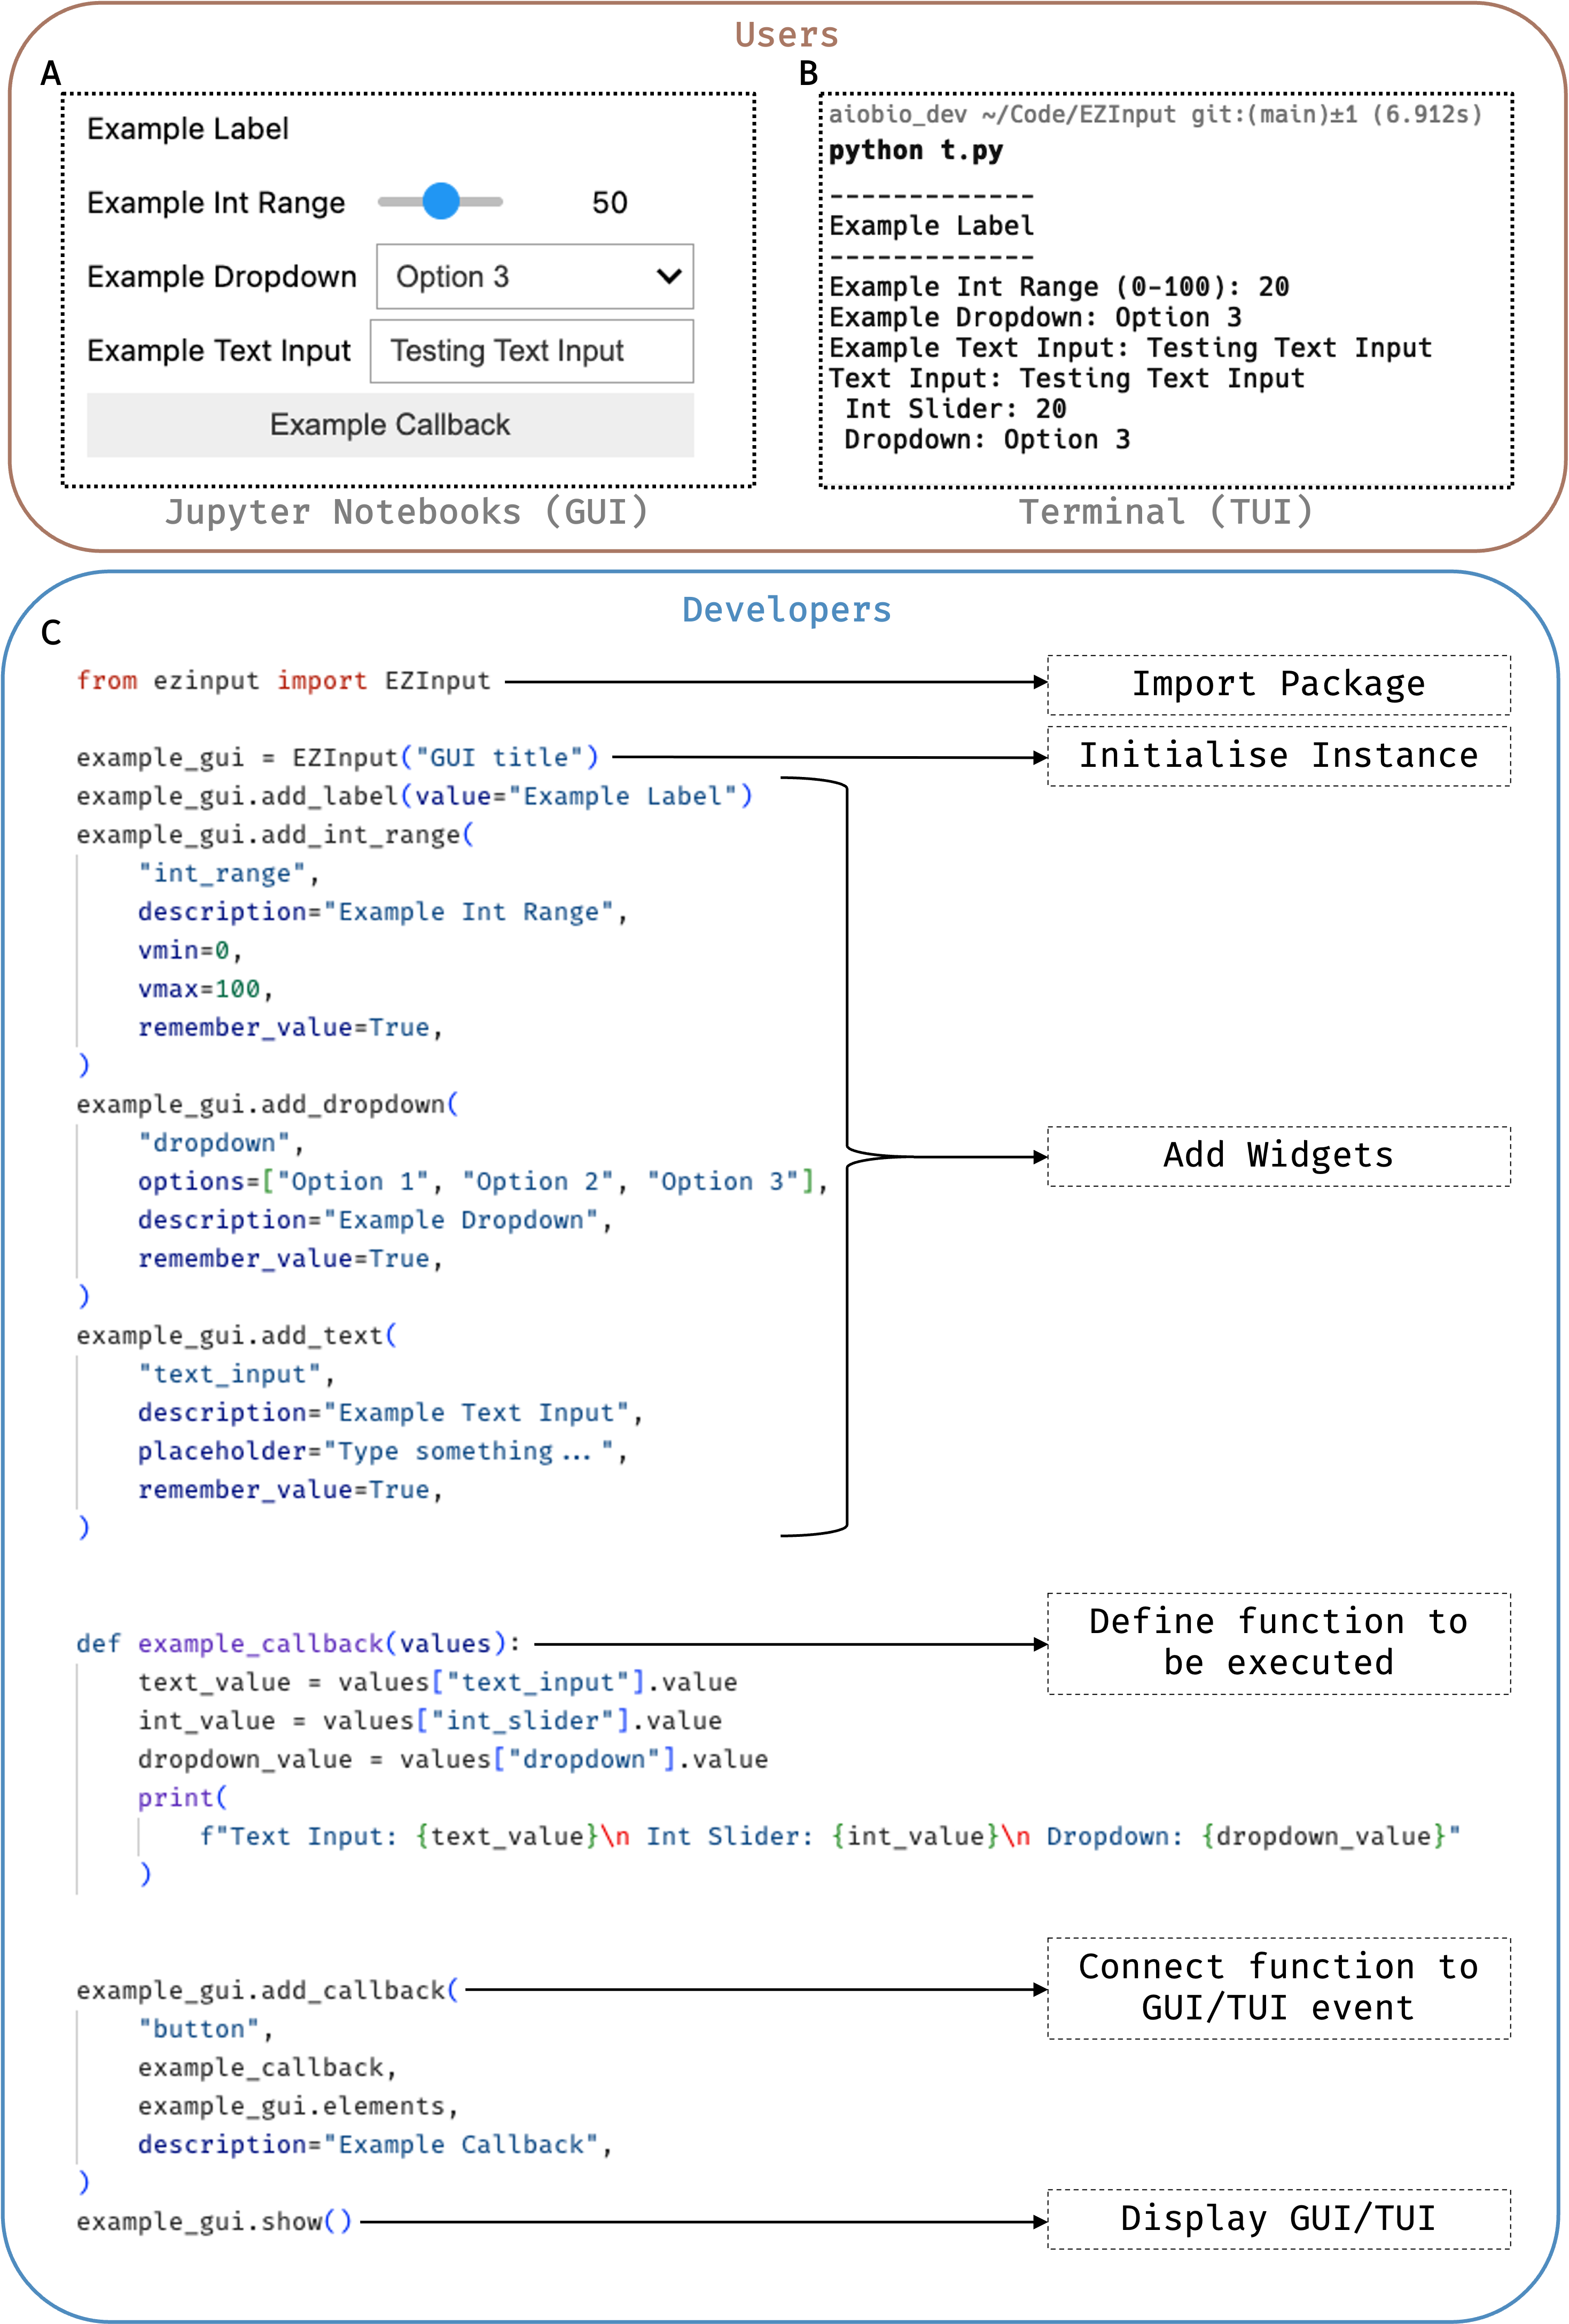 Users
A
Example Label
Example Int Range 50
Example Dropdown Option 3
Example Text Input Testing Text Input
Example Callback
Jupyter Notebooks (GUI)
B
aiobio_dev ~/Code/EZInput git:(main)±1 (6.912s)
python t.py
-------------
Example Label
-------------
Example Int Range (0-100): 20
Example Dropdown: Option 3
Example Text Input: Testing Text Input
Text Input: Testing Text Input
 Int Slider: 20
 Dropdown: Option 3
Terminal (TUI)
Developers
C
from ezinput import EZInput
Import Package
example_gui = EZInput("GUI title")
Initialise Instance
example_gui.add_label(value="Example Label")
example_gui.add_int_range(
    "int_range",
    description="Example Int Range",
    vmin=0,
    vmax=100,
    remember_value=True,
)
example_gui.add_dropdown(
    "dropdown",
    options=["Option 1", "Option 2", "Option 3"],
    description="Example Dropdown",
    remember_value=True,
)
example_gui.add_text(
    "text_input",
    description="Example Text Input",
    placeholder="Type something...",
    remember_value=True,
)
Add Widgets
def example_callback(values):
    text_value = values["text_input"].value
    int_value = values["int_slider"].value
    dropdown_value = values["dropdown"].value
    print(
        f"Text Input: {text_value}\n Int Slider: {int_value}\n Dropdown: {dropdown_value}"
    )
Define function to
be executed
example_gui.add_callback(
    "button",
    example_callback,
    example_gui.elements,
    description="Example Callback",
)
Connect function to
GUI/TUI event
example_gui.show()
Display GUI/TUI